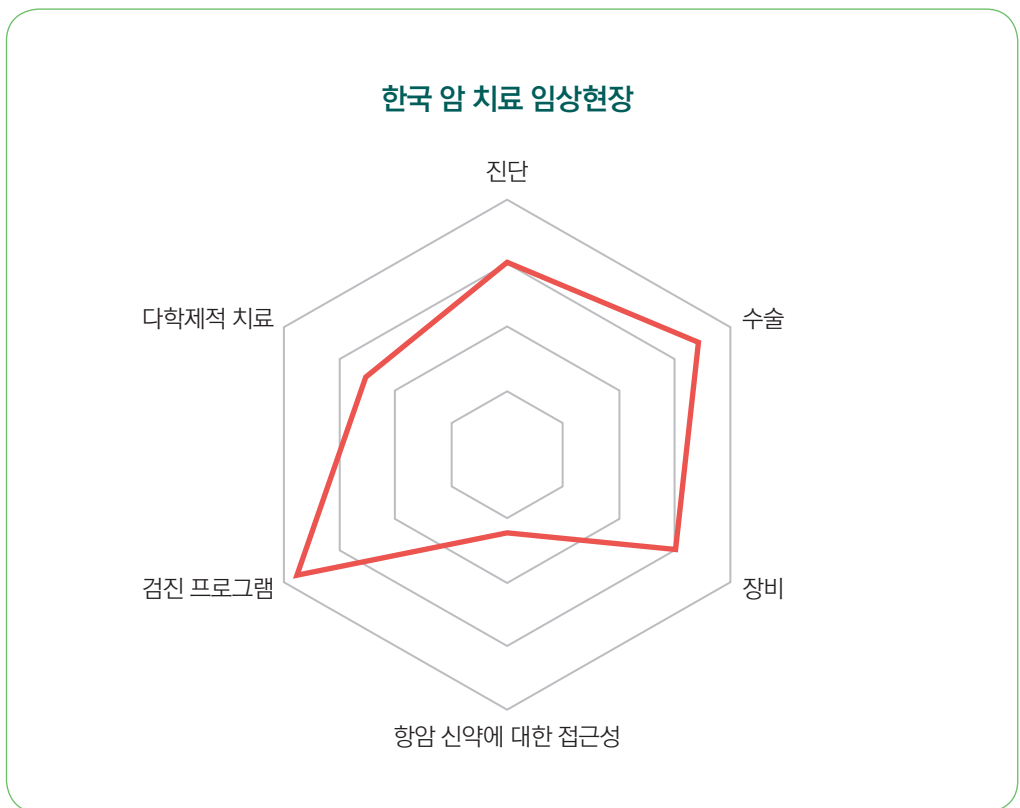 한국 암 치료 임상현장
진단
다학제적 치료
수술
검진 프로그램
장비
항암 신약에 대한 접근성